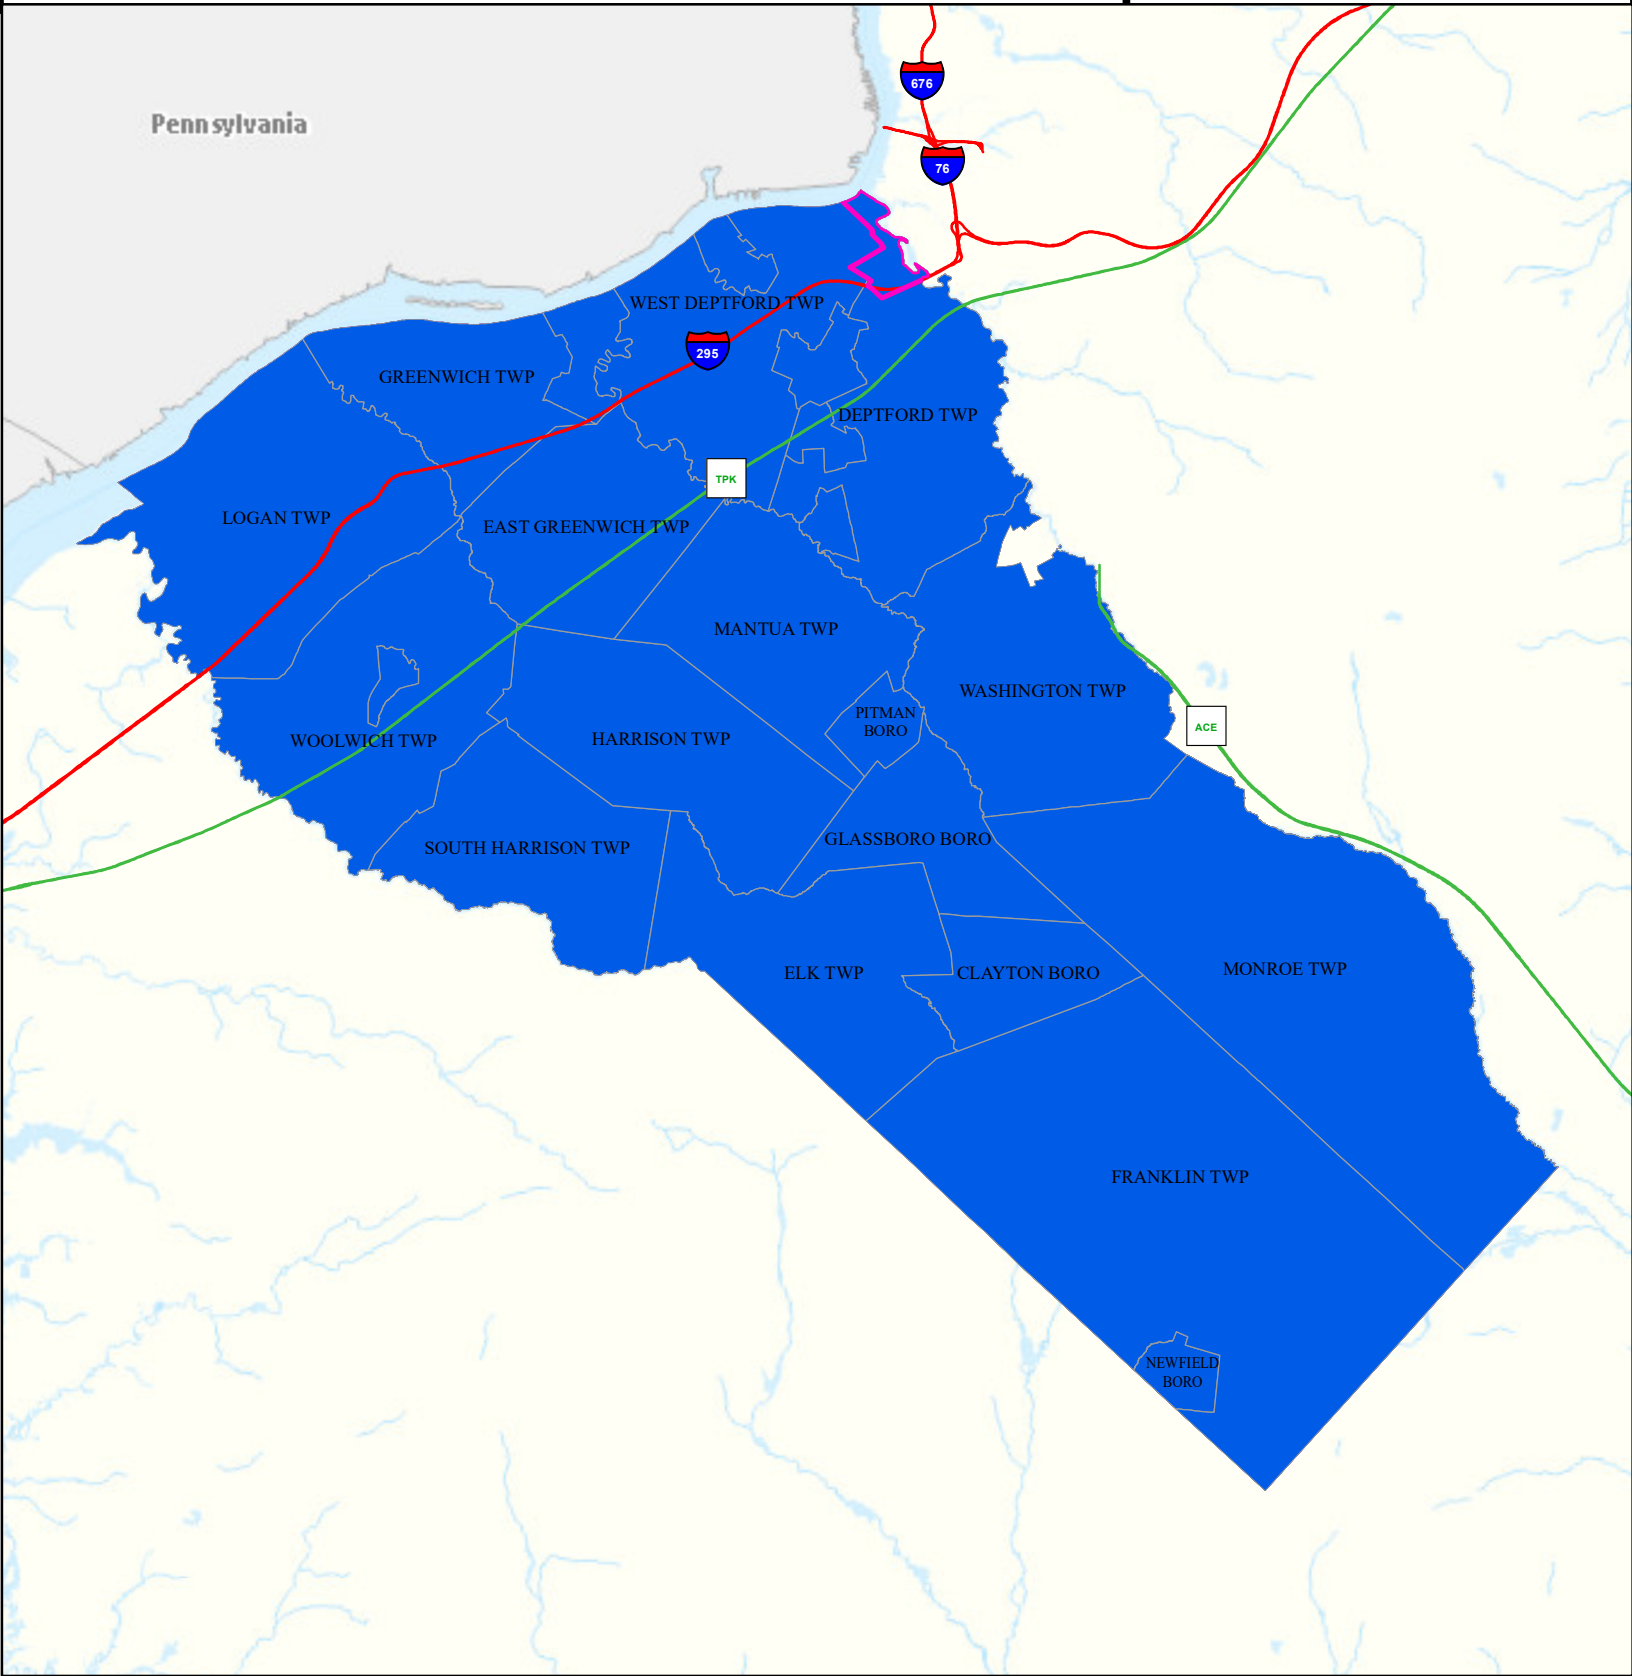 676
Pennsylvania
76
WEST DEPTFORD TWP
295
GREENWICH TWP
DEPTFORD TWP
TPK
LOGAN TWP
EAST GREENWICH TWP
MANTUA TWP
WASHINGTON TWP
PITMAN
BORO
ACE
WOOLWICH TWP
HARRISON TWP
GLASSBORO BORO
SOUTH HARRISON TWP
ELK TWP
CLAYTON BORO
MONROE TWP
FRANKLIN TWP
NEWFIELD
BORO